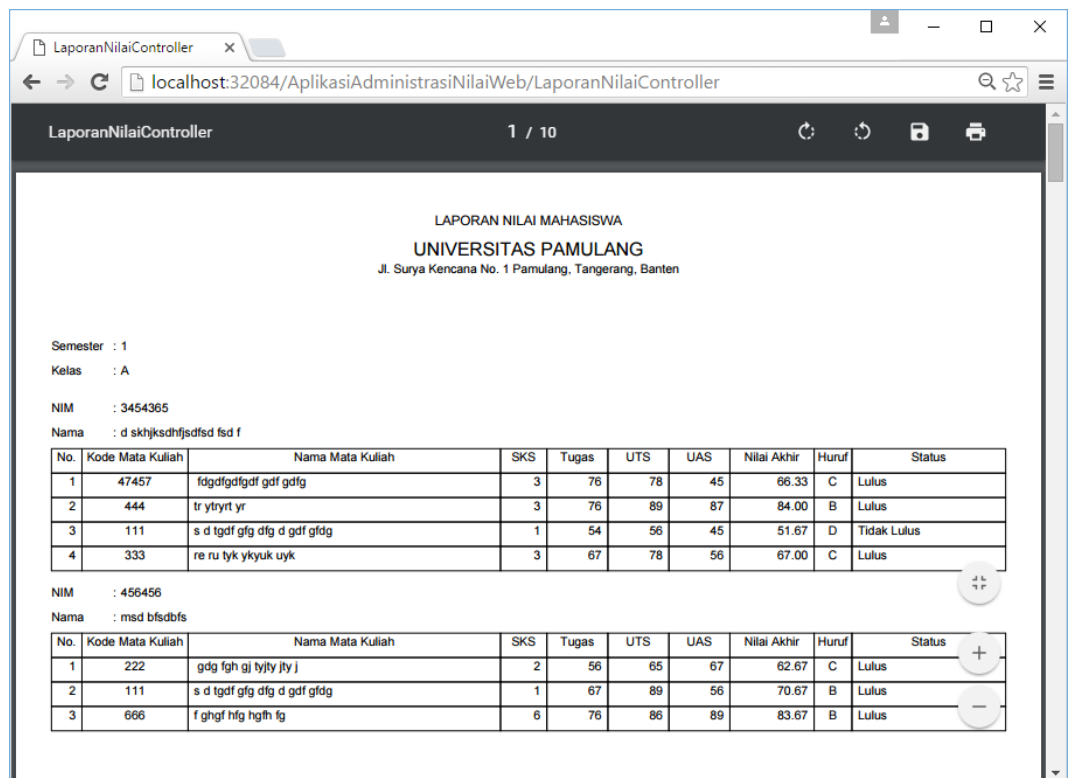 LaporanNilaiController
localhost:32084/AplikasiAdministrasiNilaiWeb/LaporanNilaiController
LaporanNilaiController 1 / 10
LAPORAN NILAI MAHASISWA
UNIVERSITAS PAMULANG
Jl. Surya Kencana No. 1 Pamulang, Tangerang, Banten
Semester : 1
Kelas : A
NIM : 3454365
Nama : d skhjksdhfjsdfsd fsd f
No. Kode Mata Kuliah Nama Mata Kuliah SKS Tugas UTS UAS Nilai Akhir Huruf Status
1 47457 fdgdfgdfgdf gdf gdfg 3 76 78 45 66.33 C Lulus
2 444 tr ytryrt yr 3 76 89 87 84.00 B Lulus
3 111 s d tgdf gfg dfg d gdf gfdg 1 54 56 45 51.67 D Tidak Lulus
4 333 re ru tyk ykyuk uyk 3 67 78 56 67.00 C Lulus
NIM : 456456
Nama : msd bfsdbfs
No. Kode Mata Kuliah Nama Mata Kuliah SKS Tugas UTS UAS Nilai Akhir Huruf Status
1 222 gdg fgh gj tyjty jty j 2 56 65 67 62.67 C Lulus
2 111 s d tgdf gfg dfg d gdf gfdg 1 67 89 56 70.67 B Lulus
3 666 f ghgf hfg hgfh fg 6 76 86 89 83.67 B Lulus